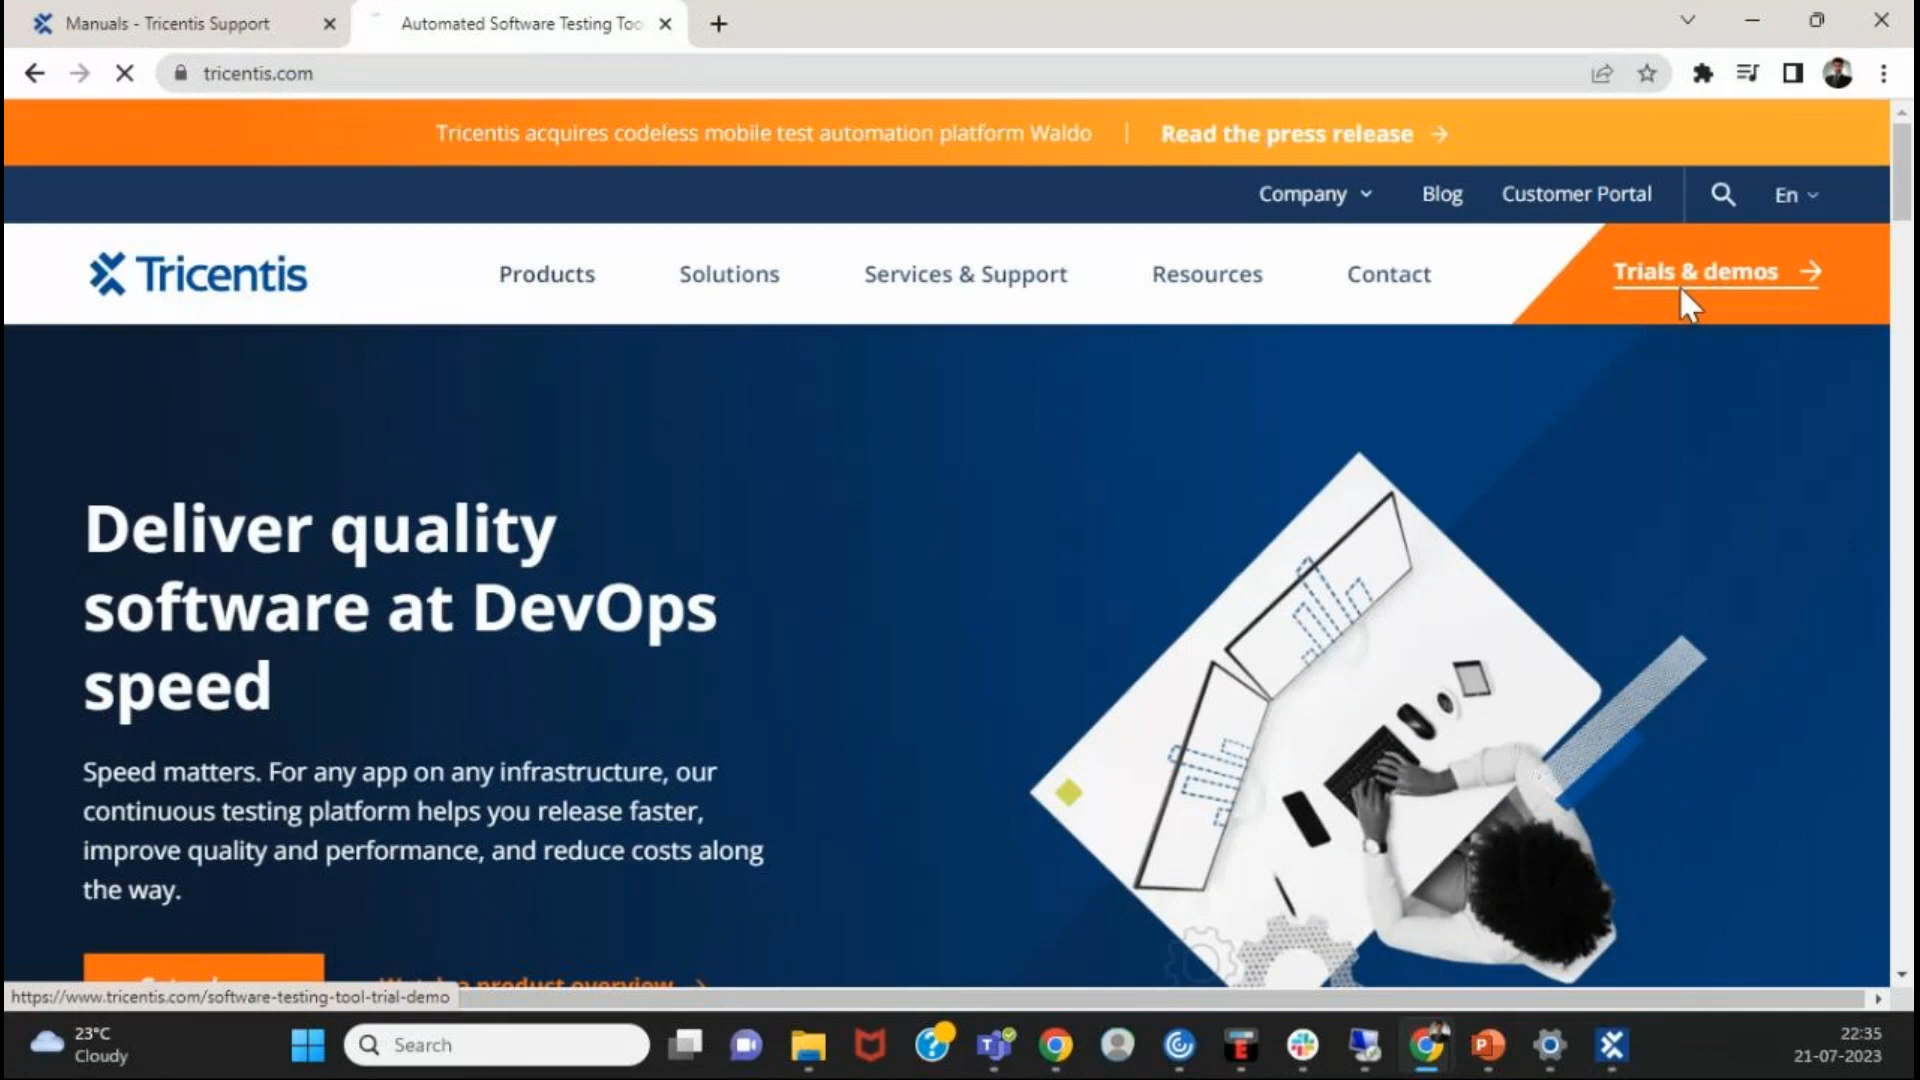 Manuals - Tricentis Support
Automated Software Testing Too
tricentis.com
Tricentis acquires codeless mobile test automation platform Waldo | Read the press release →
Company Blog Customer Portal En
Tricentis Products Solutions Services & Support Resources Contact Trials & demos →
Deliver quality
software at DevOps
speed
Speed matters. For any app on any infrastructure, our
continuous testing platform helps you release faster,
improve quality and performance, and reduce costs along
the way.
product overview
https://www.tricentis.com/software-testing-tool-trial-demo
23°C
Cloudy
Search
22:35
21-07-2023